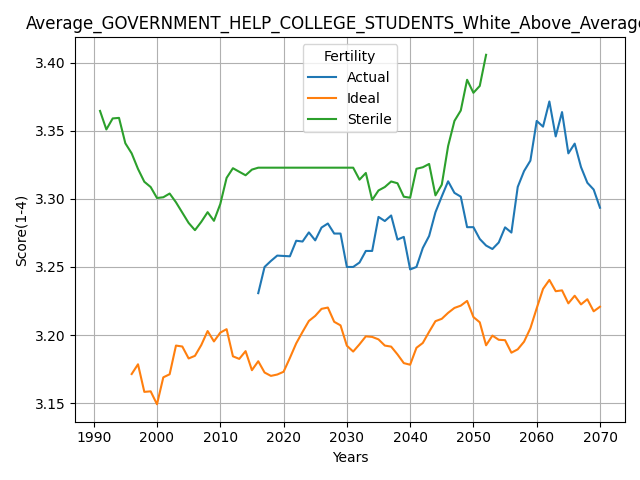 Average_GOVERNMENT_HELP_COLLEGE_STUDENTS_White_Above_Average
Fertility
Actual
Ideal
Sterile
Score(1-4)
3.40
3.35
3.30
3.25
3.20
3.15
1990 2000 2010 2020 2030 2040 2050 2060 2070
Years